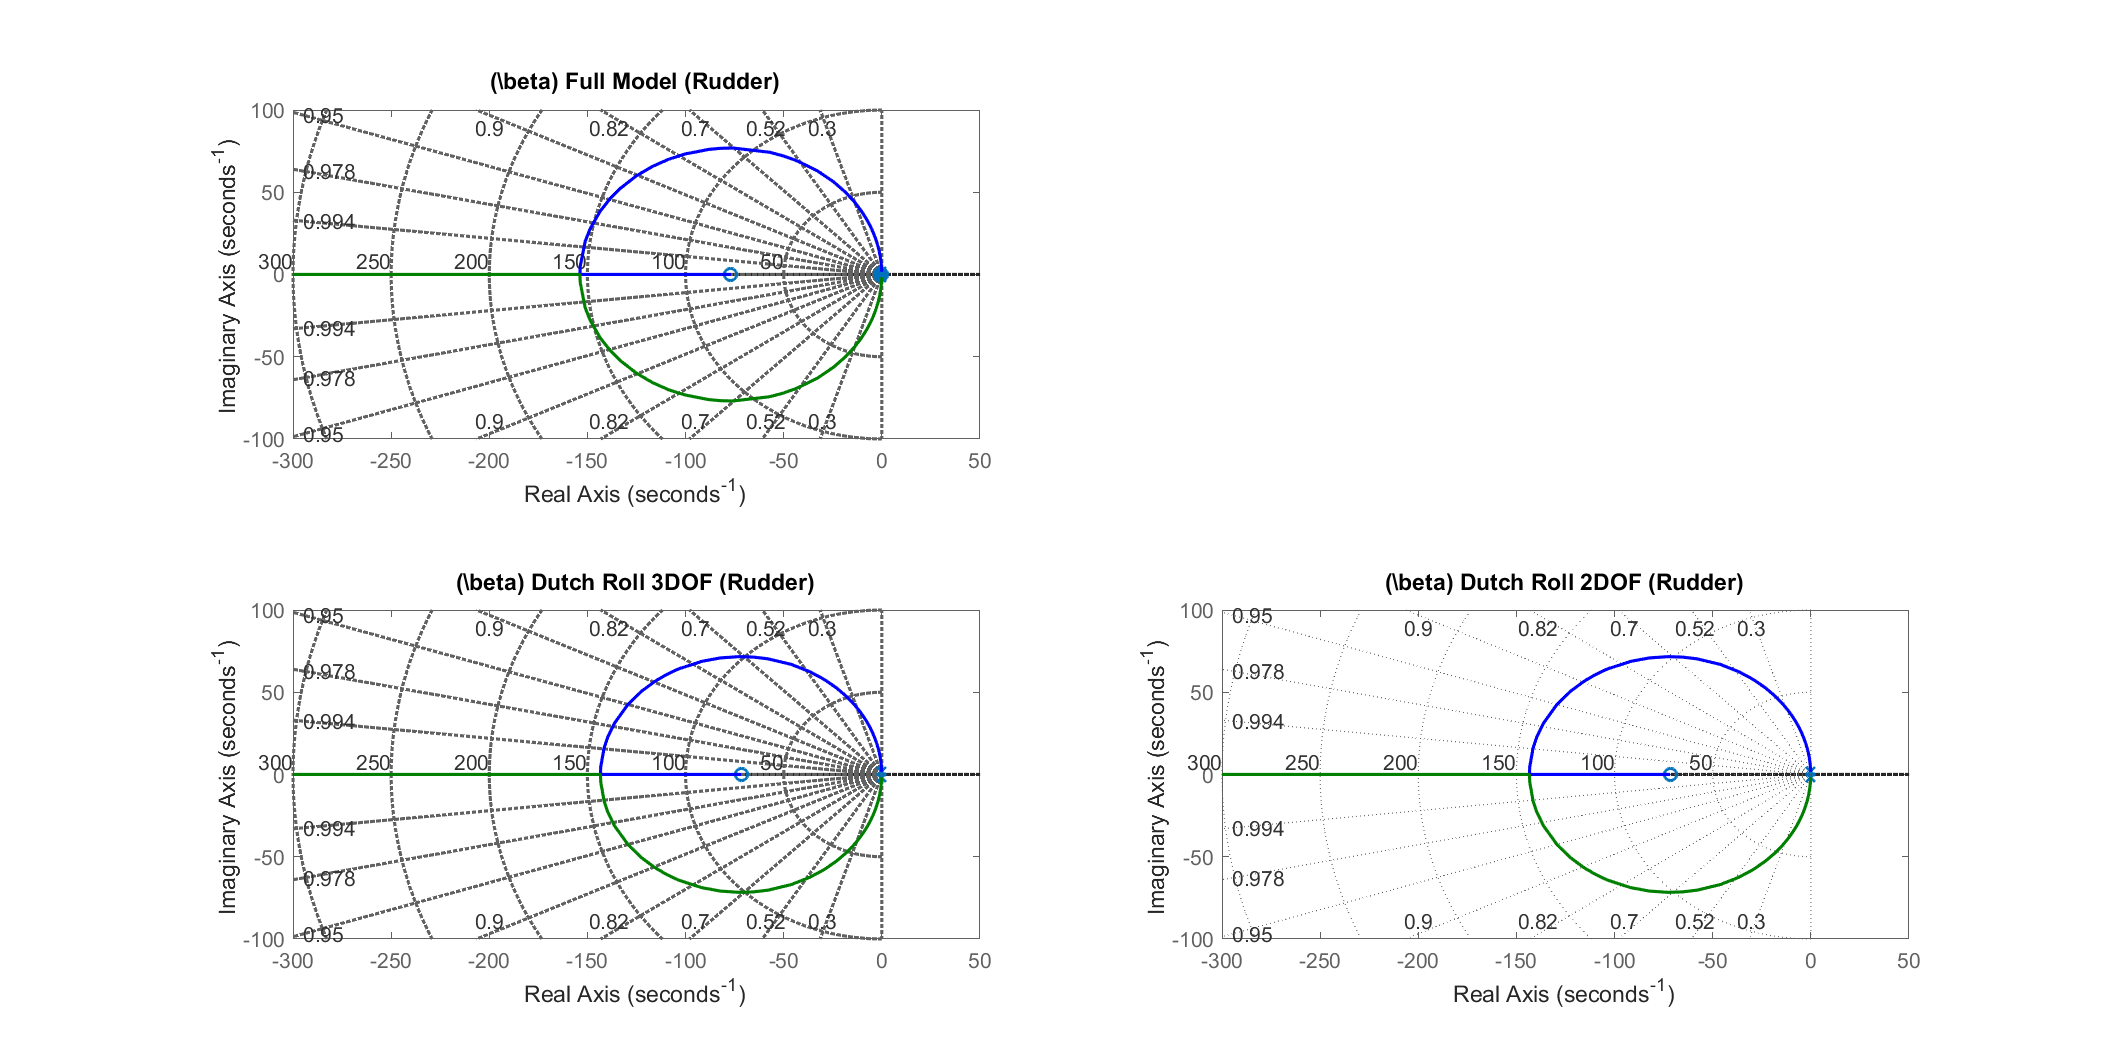 (\beta) Full Model (Rudder)
0.95 0.9 0.82 0.7 0.52 0.3
0.978
0.994
300 250 200 150 100 50
0.994
0.978
0.95 0.9 0.82 0.7 0.52 0.3
100
50
0
-50
-100
-300 -250 -200 -150 -100 -50 0 50
Imaginary Axis (seconds⁻¹)
Real Axis (seconds⁻¹)
(\beta) Dutch Roll 3DOF (Rudder)
0.95 0.9 0.82 0.7 0.52 0.3
0.978
0.994
300 250 200 150 100 50
0.994
0.978
0.95 0.9 0.82 0.7 0.52 0.3
100
50
0
-50
-100
-300 -250 -200 -150 -100 -50 0 50
Imaginary Axis (seconds⁻¹)
Real Axis (seconds⁻¹)
(\beta) Dutch Roll 2DOF (Rudder)
0.95 0.9 0.82 0.7 0.52 0.3
0.978
0.994
300 250 200 150 100 50
0.994
0.978
0.95 0.9 0.82 0.7 0.52 0.3
100
50
0
-50
-100
-300 -250 -200 -150 -100 -50 0 50
Imaginary Axis (seconds⁻¹)
Real Axis (seconds⁻¹)